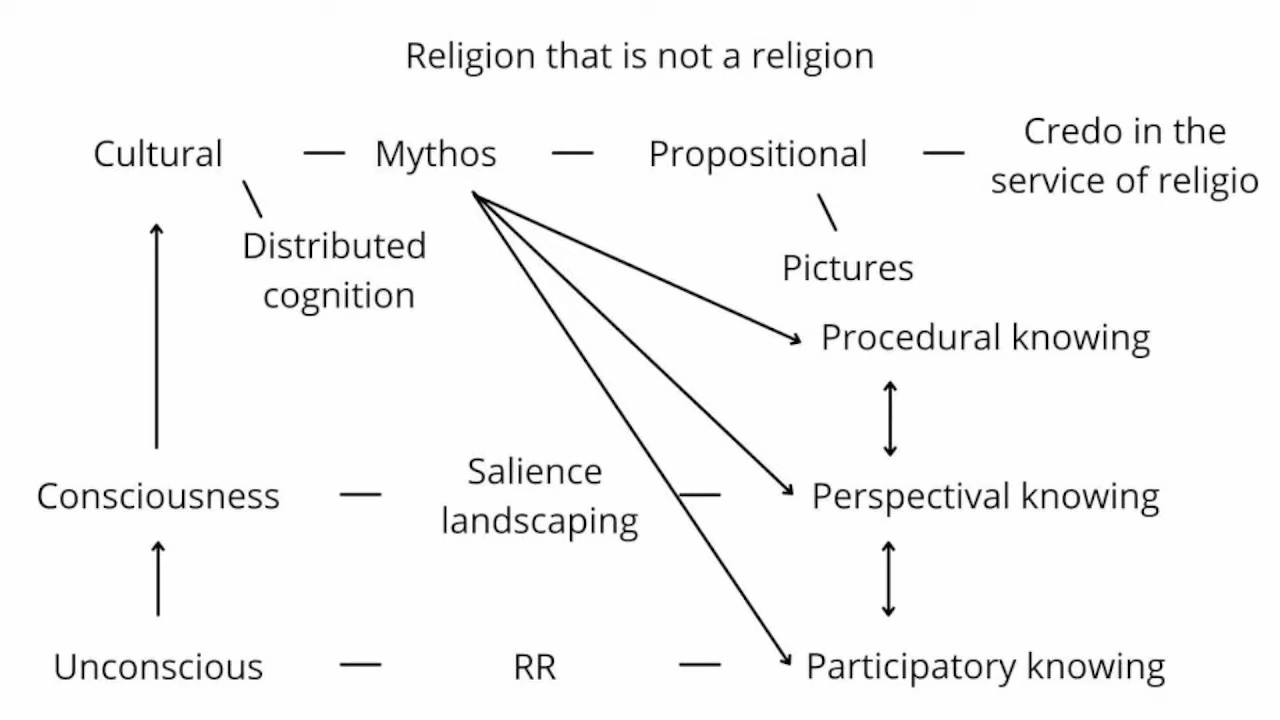 Religion that is not a religion
Cultural — Mythos — Propositional — Credo in the
service of religio
Distributed
cognition
Pictures
Procedural knowing
Consciousness — Salience
landscaping — Perspectival knowing
Unconscious — RR — Participatory knowing